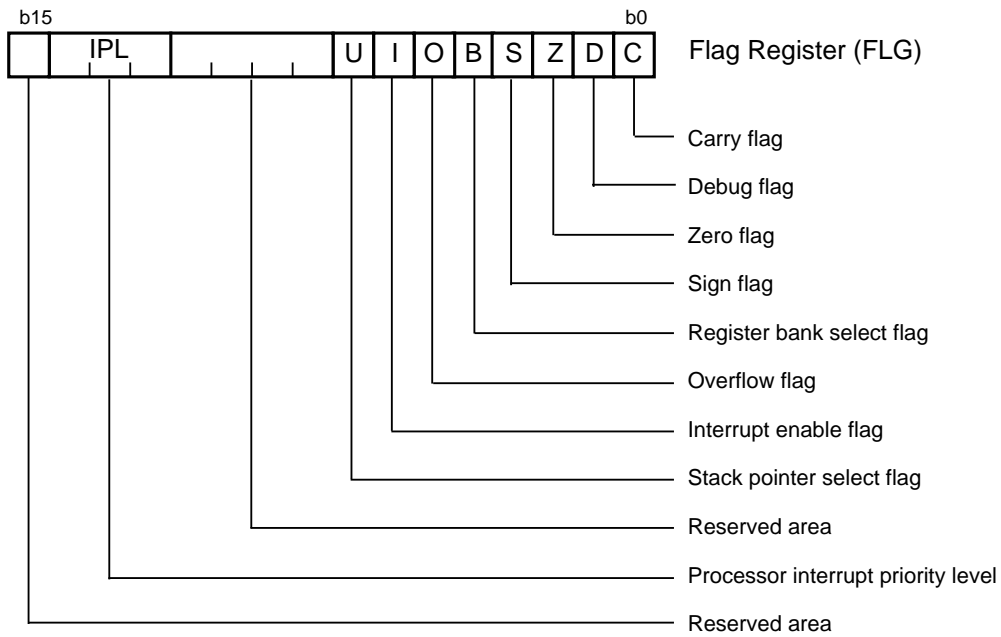 b15 b0
IPL U I O B S Z D C Flag Register (FLG)
Carry flag
Debug flag
Zero flag
Sign flag
Register bank select flag
Overflow flag
Interrupt enable flag
Stack pointer select flag
Reserved area
Processor interrupt priority level
Reserved area